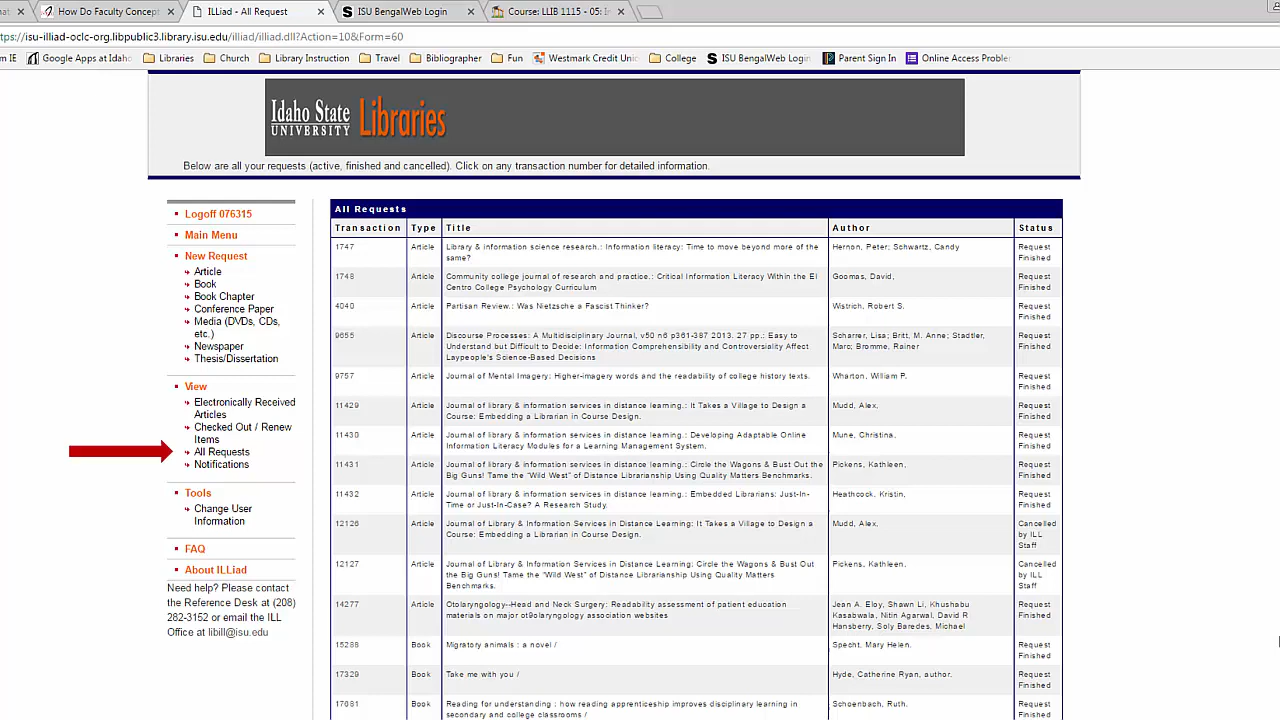 nat
How Do Faculty Concep
ILLiad - All Request
ISU BengalWeb Login
Course: LLIB 1115 - 05: I
tps://isu-illiad-oclc-org.libpublic3.library.isu.edu/illiad/illiad.dll?Action=10&Form=60
m IE
Google Apps at Idaho
Libraries
Church
Library Instruction
Travel
Bibliographer
Fun
Westmark Credit Unio
College
ISU BengalWeb Login
Parent Sign In
Online Access Proble
Idaho State
UNIVERSITY
Libraries
Below are all your requests (active, finished and cancelled). Click on any transaction number for detailed information.
Logoff 076315
Main Menu
New Request
Article
Book
Book Chapter
Conference Paper
Media (DVDs, CDs,
etc.)
Newspaper
Thesis/Dissertation
View
Electronically Received
Articles
Checked Out / Renew
Items
All Requests
Notifications
Tools
Change User
Information
FAQ
About ILLiad
Need help? Please contact
the Reference Desk at (208)
282-3152 or email the ILL
Office at libill@isu.edu
All Requests
Transaction Type Title Author Status
1747 Article Library & information science research.: Information literacy: Time to move beyond more of the Hernon, Peter; Schwartz, Candy Request
same? Finished
1748 Article Community college journal of research and practice.: Critical Information Literacy Within the El Goomas, David, Request
Centro College Psychology Curriculum Finished
4040 Article Partisan Review.: Was Nietzsche a Fascist Thinker? Wistrich, Robert S. Request
Finished
9655 Article Discourse Processes: A Multidisciplinary Journal, v50 n6 p361-387 2013. 27 pp.: Easy to Scharrer, Lisa; Britt, M. Anne; Stadtler, Request
Understand but Difficult to Decide: Information Comprehensibility and Controversiality Affect Marc; Bromme, Rainer Finished
Laypeople's Science-Based Decisions
9757 Article Journal of Mental Imagery: Higher-imagery words and the readability of college history texts. Wharton, William P, Request
Finished
11429 Article Journal of library & information services in distance learning.: It Takes a Village to Design a Mudd, Alex, Request
Course: Embedding a Librarian in Course Design. Finished
11430 Article Journal of library & information services in distance learning.: Developing Adaptable Online Mune, Christina, Request
Information Literacy Modules for a Learning Management System. Finished
11431 Article Journal of library & information services in distance learning.: Circle the Wagons & Bust Out the Pickens, Kathleen, Request
Big Guns! Tame the "Wild West" of Distance Librarianship Using Quality Matters Benchmarks. Finished
11432 Article Journal of library & information services in distance learning.: Embedded Librarians: Just-In- Heathcock, Kristin, Request
Time or Just-In-Case? A Research Study. Finished
12126 Article Journal of Library & Information Services in Distance Learning: It Takes a Village to Design a Mudd, Alex, Cancelled
Course: Embedding a Librarian in Course Design. by ILL
Staff
12127 Article Journal of Library & Information Services in Distance Learning: Circle the Wagons & Bust Out Pickens, Kathleen, Cancelled
the Big Guns! Tame the "Wild West" of Distance Librarianship Using Quality Matters by ILL
Benchmarks. Staff
14277 Article Otolaryngology--Head and Neck Surgery: Readability assessment of patient education Jean A. Eloy, Shawn Li, Khushabu Request
materials on major ot9olaryngology association websites Kasabwala, Nitin Agarwal, David R Finished
Hansberry, Soly Baredes, Michael
15288 Book Migratory animals : a novel / Specht, Mary Helen, Request
Finished
17329 Book Take me with you / Hyde, Catherine Ryan, author. Request
Finished
17081 Book Reading for understanding : how reading apprenticeship improves disciplinary learning in Schoenbach, Ruth, Request
secondary and college classrooms / Finished